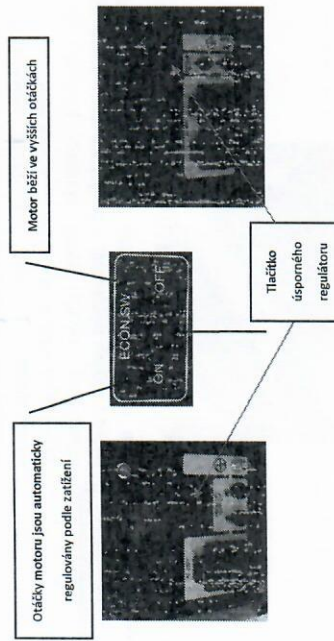 Otáčky motoru jsou automaticky
regulovány podle zatížení
Motor běží ve vyšších otáčkách
ECON.SW
ON OFF
Tlačítko
úsporného
regulátoru